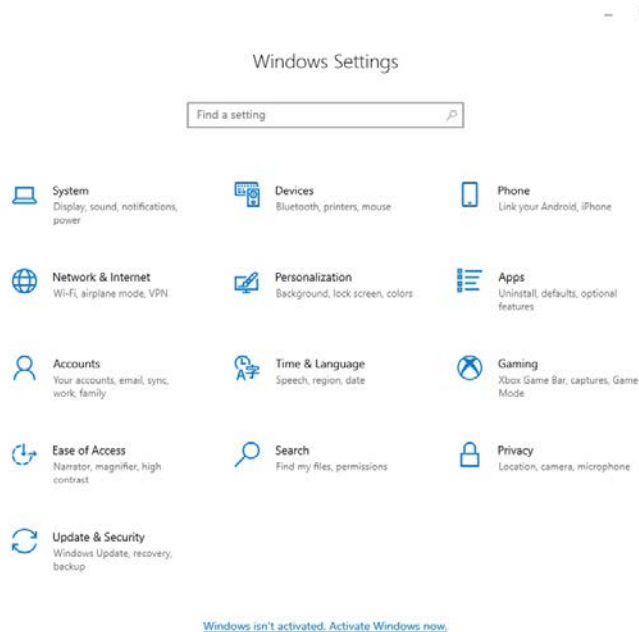 Windows Settings
Find a setting
System
Display, sound, notifications,
power
Devices
Bluetooth, printers, mouse
Phone
Link your Android, iPhone
Network & Internet
Wi-Fi, airplane mode, VPN
Personalization
Background, lock screen, colors
Apps
Uninstall, defaults, optional
features
Accounts
Your accounts, email, sync,
work, family
Time & Language
Speech, region, date
Gaming
Xbox Game Bar, captures, Game
Mode
Ease of Access
Narrator, magnifier, high
contrast
Search
Find my files, permissions
Privacy
Location, camera, microphone
Update & Security
Windows Update, recovery,
backup
Windows isn't activated. Activate Windows now.